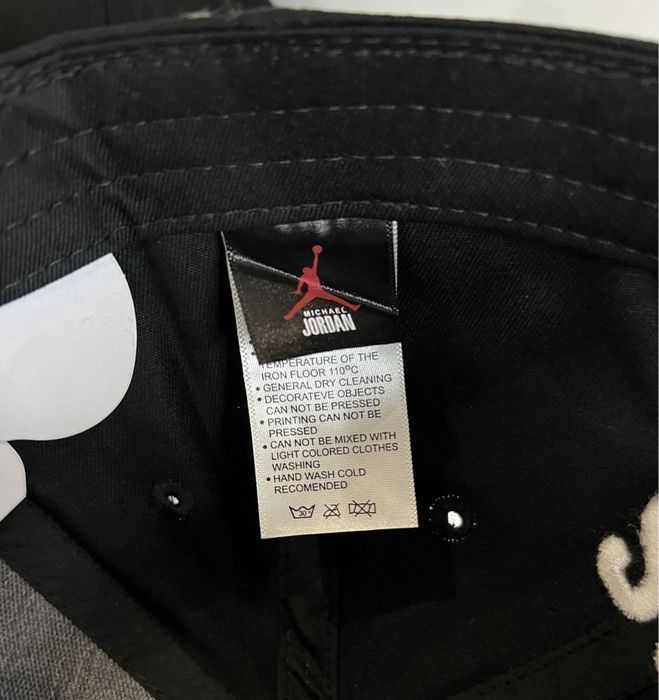 MICHAEL
JORDAN
TEMPERATURE OF THE
IRON FLOOR 110°C
• GENERAL DRY CLEANING
• DECORATEVE OBJECTS
CAN NOT BE PRESSED
• PRINTING CAN NOT BE
PRESSED
• CAN NOT BE MIXED WITH
LIGHT COLORED CLOTHES
WASHING
• HAND WASH COLD
RECOMENDED
30°